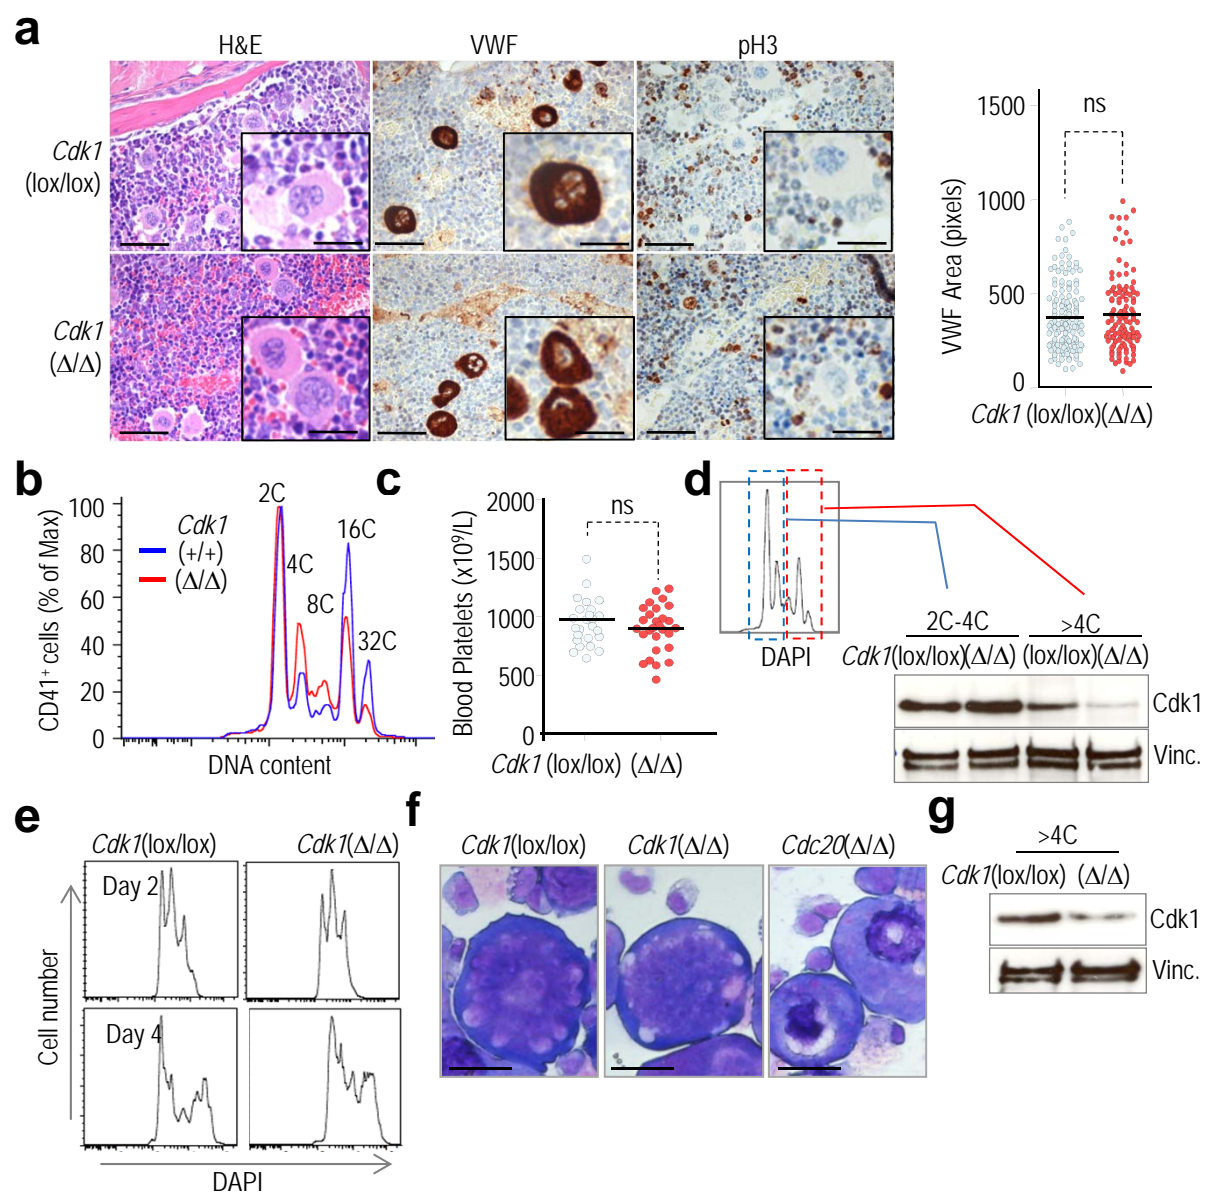 a
H&E
VWF
pH3
Cdk1
(lox/lox)
Cdk1
(Δ/Δ)
VWF Area (pixels)
1500
1000
500
0
ns
Cdk1 (lox/lox)(Δ/Δ)
b
CD41⁺ cells (% of Max)
100
80
60
40
20
0
Cdk1
(+/+)
(Δ/Δ)
2C
4C
8C
16C
32C
DNA content
c
Blood Platelets (x10⁹/L)
2000
1500
1000
500
0
ns
Cdk1 (lox/lox) (Δ/Δ)
d
DAPI
2C-4C >4C
Cdk1(lox/lox)(Δ/Δ) (lox/lox)(Δ/Δ)
Cdk1
Vinc.
e
Cdk1(lox/lox) Cdk1(Δ/Δ)
Day 2
Day 4
Cell number
DAPI
f
Cdk1(lox/lox) Cdk1(Δ/Δ) Cdc20(Δ/Δ)
g
>4C
Cdk1(lox/lox) (Δ/Δ)
Cdk1
Vinc.